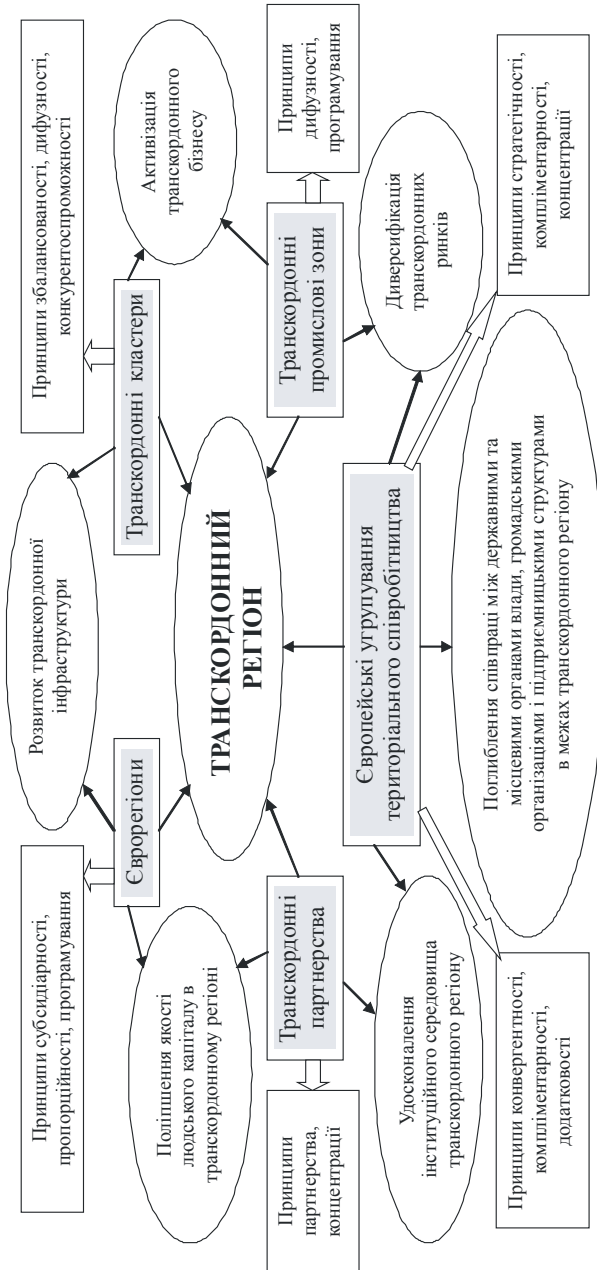 Принципи субсидіарності,
пропорційності, програмування
Розвиток транскордонної
інфраструктури
Принципи збалансованості, дифузності,
конкурентоспроможності
Єврорегіони
Транскордонні кластери
Поліпшення якості
людського капіталу в
транскордонному регіоні
Активізація
транскордонного
бізнесу
ТРАНСКОРДОННИЙ
РЕГІОН
Принципи
партнерства,
концентрації
Транскордонні
партнерства
Транскордонні
промислові зони
Принципи
дифузності,
програмування
Європейські угрупування
територіального співробітництва
Удосконалення
інституційного середовища
транскордонного регіону
Диверсифікація
транскордонних
ринків
Принципи конвергентності,
компліментарності,
додатковості
Поглиблення співпраці між державними та
місцевими органами влади, громадськими
організаціями і підприємницькими структурами
в межах транскордонного регіону
Принципи стратегічності,
компліментарності,
концентрації